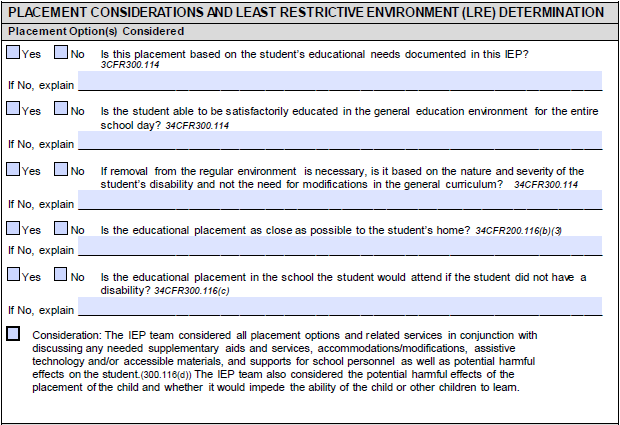 PLACEMENT CONSIDERATIONS AND LEAST RESTRICTIVE ENVIRONMENT (LRE) DETERMINATION
Placement Option(s) Considered
Yes No Is this placement based on the student's educational needs documented in this IEP?
3CFR300.114
If No, explain
Yes No Is the student able to be satisfactorily educated in the general education environment for the entire
school day? 34CFR300.114
If No, explain
Yes No If removal from the regular environment is necessary, is it based on the nature and severity of the
student's disability and not the need for modifications in the general curriculum? 34CFR300.114
If No, explain
Yes No Is the educational placement as close as possible to the student's home? 34CFR200.116(b)(3)
If No, explain
Yes No Is the educational placement in the school the student would attend if the student did not have a
disability? 34CFR300.116(c)
If No, explain
Consideration: The IEP team considered all placement options and related services in conjunction with
discussing any needed supplementary aids and services, accommodations/modifications, assistive
technology and/or accessible materials, and supports for school personnel as well as potential harmful
effects on the student.(300.116(d)) The IEP team also considered the potential harmful effects of the
placement of the child and whether it would impede the ability of the child or other children to learn.